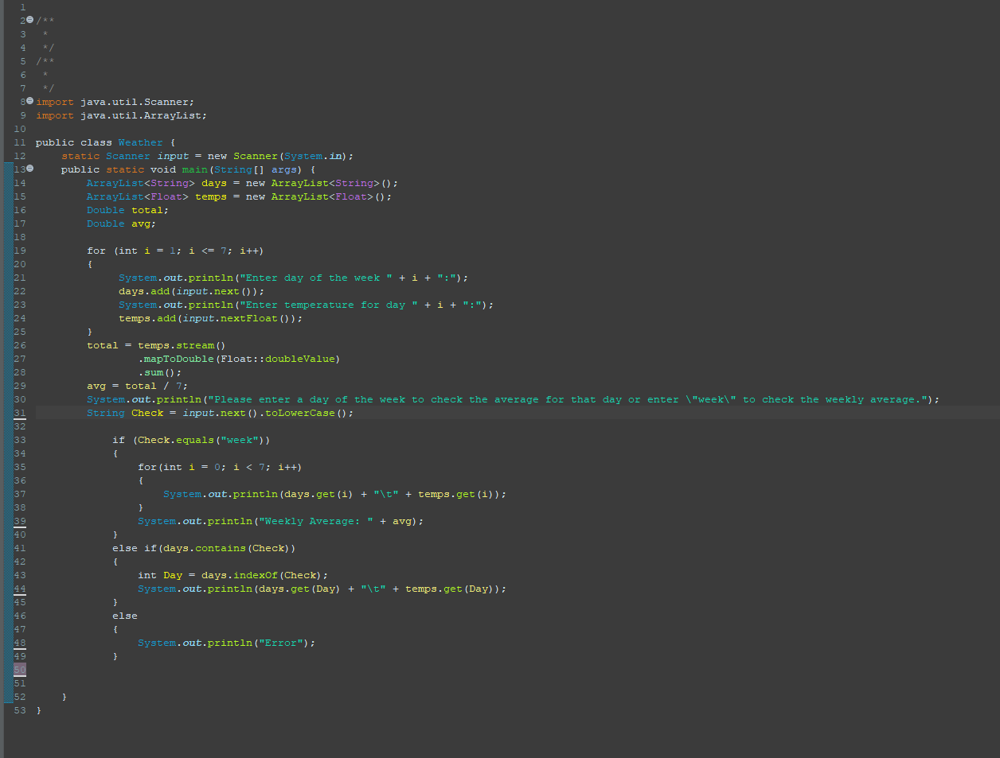 1
2 /**
3  *
4  */
5 /**
6  *
7  */
8 import java.util.Scanner;
9 import java.util.ArrayList;
10
11 public class Weather {
12     static Scanner input = new Scanner(System.in);
13     public static void main(String[] args) {
14         ArrayList<String> days = new ArrayList<String>();
15         ArrayList<Float> temps = new ArrayList<Float>();
16         Double total;
17         Double avg;
18
19         for (int i = 1; i <= 7; i++)
20         {
21              System.out.println("Enter day of the week " + i + ":");
22              days.add(input.next());
23              System.out.println("Enter temperature for day " + i + ":");
24              temps.add(input.nextFloat());
25         }
26         total = temps.stream()
27                 .mapToDouble(Float::doubleValue)
28                 .sum();
29         avg = total / 7;
30         System.out.println("Please enter a day of the week to check the average for that day or enter \"week\" to check the weekly average.");
31         String Check = input.next().toLowerCase();
32
33             if (Check.equals("week"))
34             {
35                 for(int i = 0; i < 7; i++)
36                 {
37                     System.out.println(days.get(i) + "\t" + temps.get(i));
38                 }
39                 System.out.println("Weekly Average: " + avg);
40             }
41             else if(days.contains(Check))
42             {
43                 int Day = days.indexOf(Check);
44                 System.out.println(days.get(Day) + "\t" + temps.get(Day));
45             }
46             else
47             {
48                 System.out.println("Error");
49             }
50
51
52     }
53 }